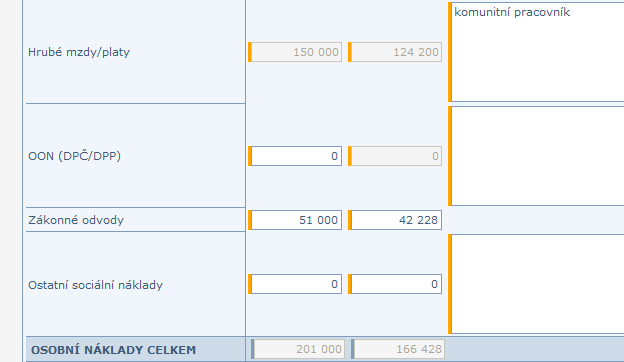 komunitní pracovník
Hrubé mzdy/platy 150 000 124 200
OON (DPČ/DPP) 0 0
Zákonné odvody 51 000 42 228
Ostatní sociální náklady 0 0
OSOBNÍ NÁKLADY CELKEM 201 000 166 428